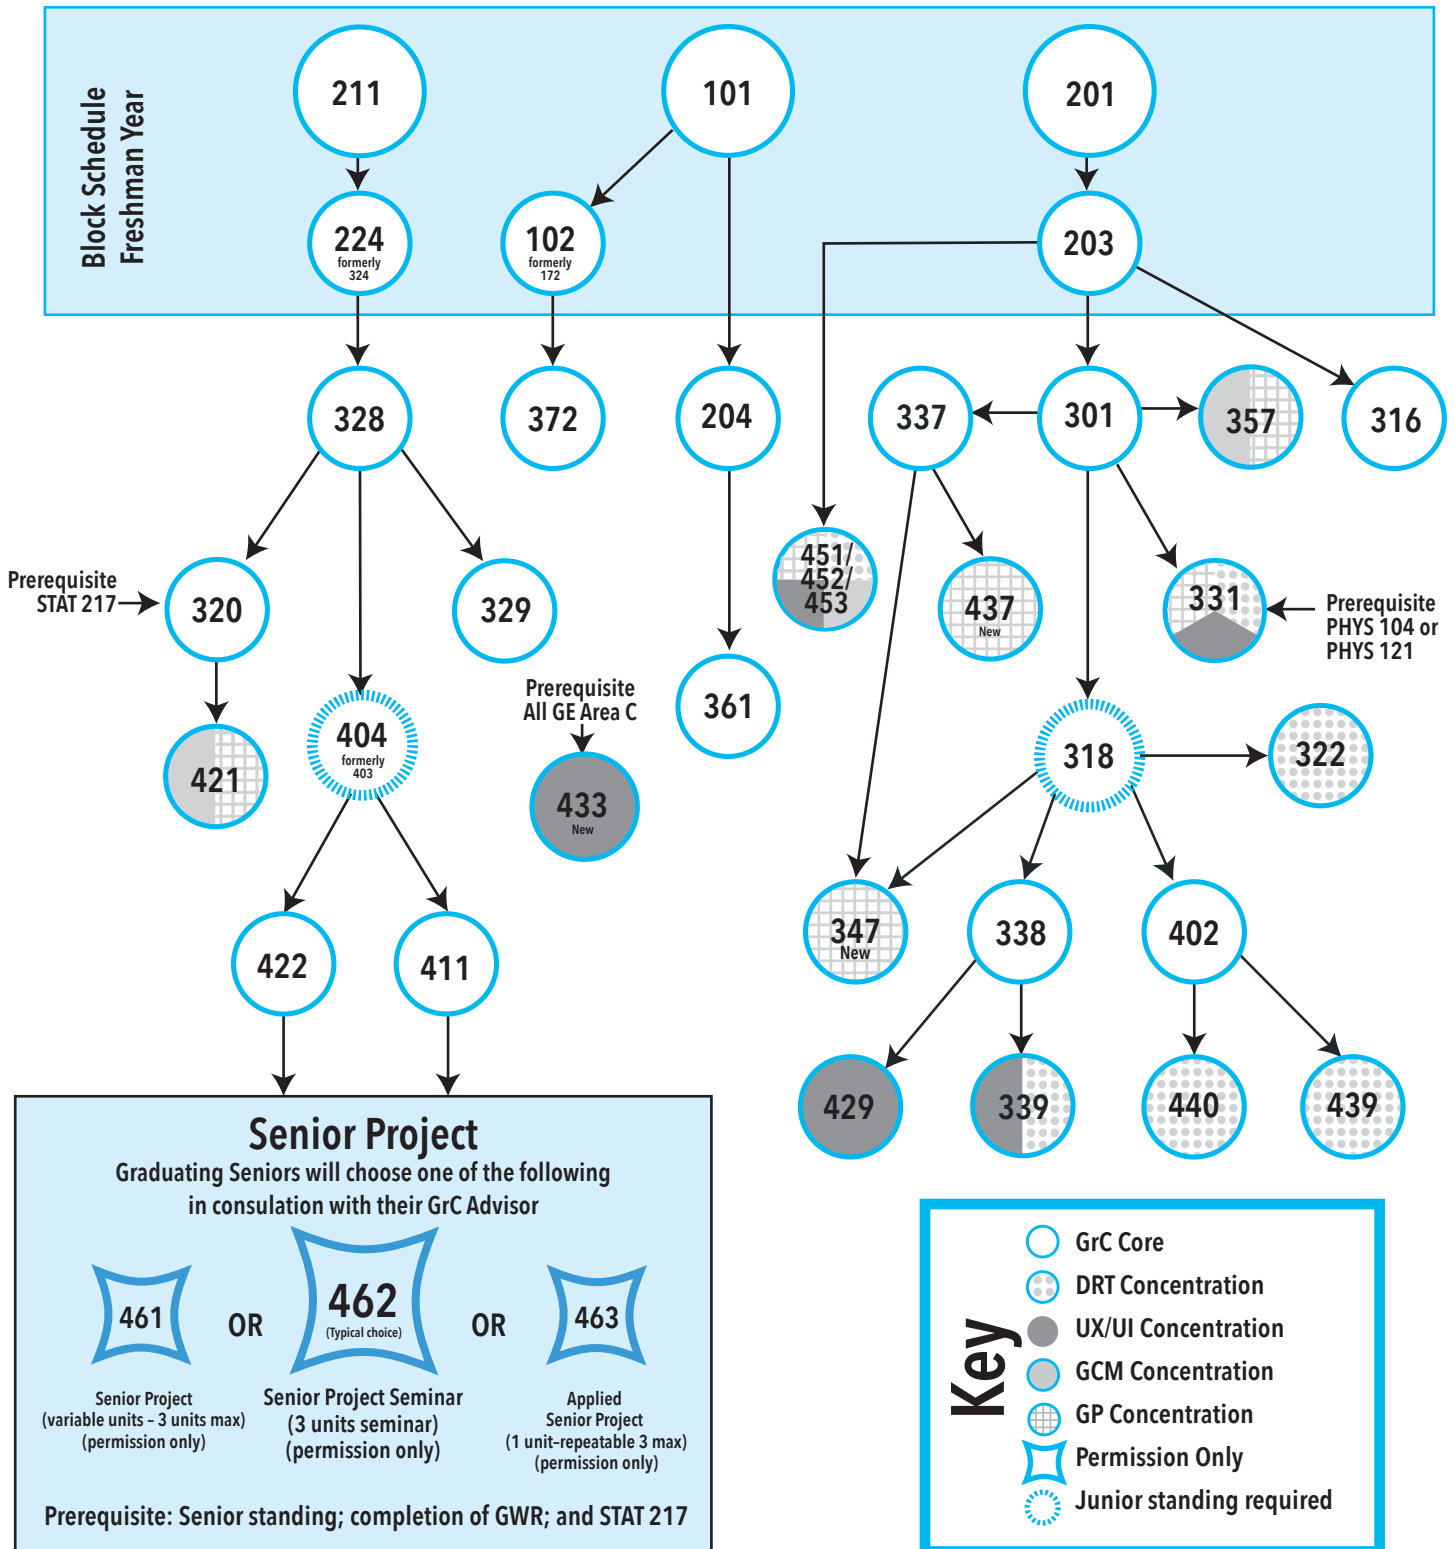 Block Schedule
Freshman Year
211
101
201
224
formerly
324
102
formerly
172
203
328
372
204
337
301
357
316
Prerequisite
STAT 217
320
329
451/
452/
453
437
New
331
Prerequisite
PHYS 104 or
PHYS 121
Prerequisite
All GE Area C
361
404
formerly
403
421
433
New
318
322
422
411
347
New
338
402
429
339
440
439
Senior Project
Graduating Seniors will choose one of the following
in consulation with their GrC Advisor
461
OR
462
(Typical choice)
OR
463
Senior Project
(variable units – 3 units max)
(permission only)
Senior Project Seminar
(3 units seminar)
(permission only)
Applied
Senior Project
(1 unit–repeatable 3 max)
(permission only)
Prerequisite: Senior standing; completion of GWR; and STAT 217
Key
GrC Core
DRT Concentration
UX/UI Concentration
GCM Concentration
GP Concentration
Permission Only
Junior standing required